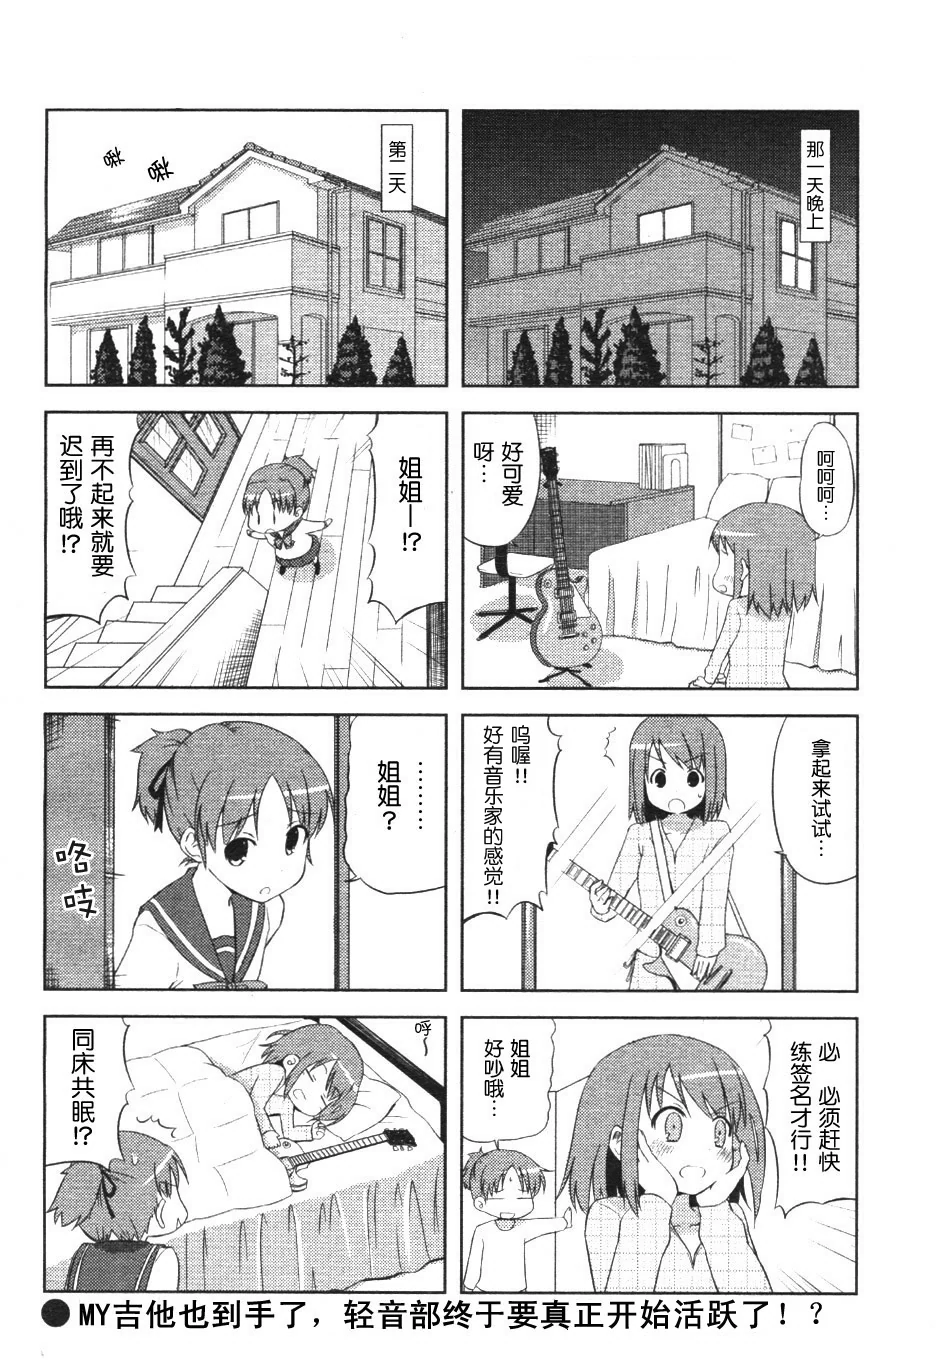 那一天晚上
呵呵呵…
好可爱
呀…
拿起来试试…
呜喔!!
好有音乐家的感觉!!
必 必须赶快
练签名才行!!
姐姐
好吵哦…
第二天
姐姐—!?
再不起来就要
迟到了哦!?
………
姐姐?
咯吱
呼~
同床共眠!?
●MY吉他也到手了，轻音部终于要真正开始活跃了！？